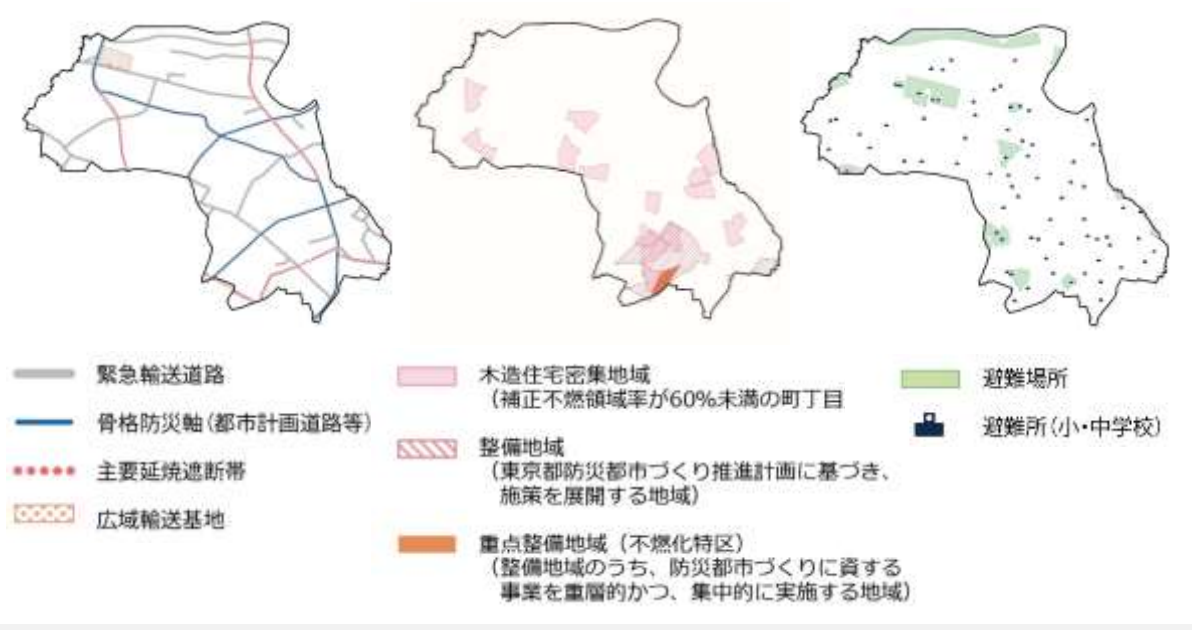 緊急輸送道路
骨格防災軸(都市計画道路等)
主要延焼遮断帯
広域輸送基地
木造住宅密集地域
(補正不燃領域率が60%未満の町丁目
整備地域
(東京都防災都市づくり推進計画に基づき、
施策を展開する地域)
重点整備地域(不燃化特区)
(整備地域のうち、防災都市づくりに資する
事業を重層的かつ、集中的に実施する地域)
避難場所
避難所(小・中学校)